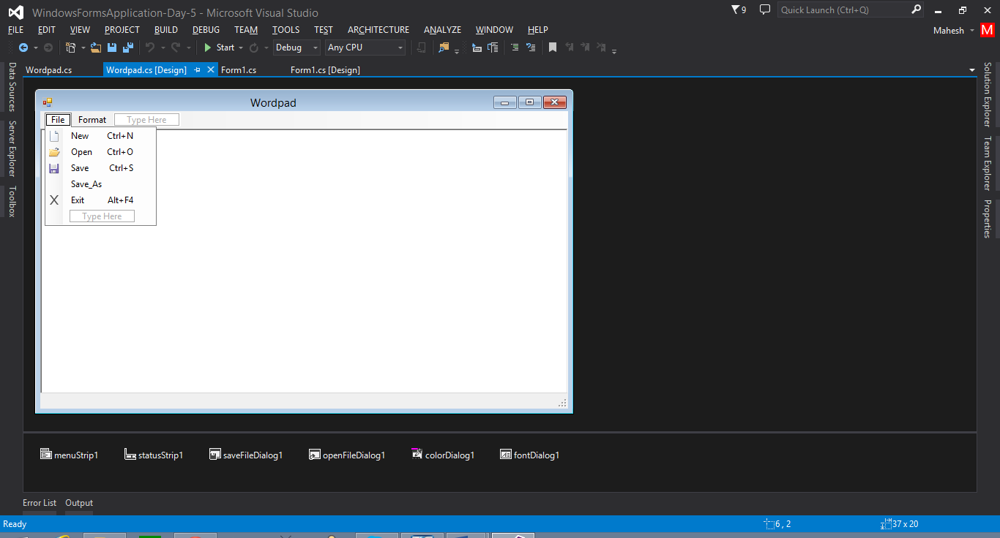 WindowsFormsApplication-Day-5 - Microsoft Visual Studio
9
Quick Launch (Ctrl+Q)
FILE EDIT VIEW PROJECT BUILD DEBUG TEAM TOOLS TEST ARCHITECTURE ANALYZE WINDOW HELP
Mahesh M
Start Debug Any CPU
Wordpad.cs Wordpad.cs [Design] Form1.cs Form1.cs [Design]
Data Sources
Server Explorer
Toolbox
Wordpad
File Format Type Here
New Ctrl+N
Open Ctrl+O
Save Ctrl+S
Save_As
Exit Alt+F4
Type Here
Solution Explorer
Team Explorer
Properties
menuStrip1 statusStrip1 saveFileDialog1 openFileDialog1 colorDialog1 fontDialog1
Error List Output
Ready 6 , 2 37 x 20